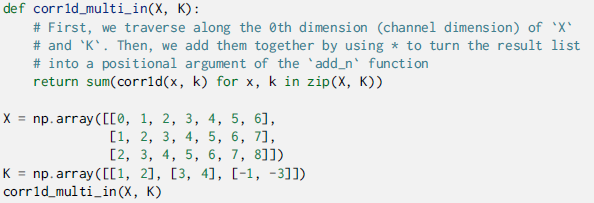 def corr1d_multi_in(X, K):
    # First, we traverse along the 0th dimension (channel dimension) of `X`
    # and `K`. Then, we add them together by using * to turn the result list
    # into a positional argument of the `add_n` function
    return sum(corr1d(x, k) for x, k in zip(X, K))

X = np.array([[0, 1, 2, 3, 4, 5, 6],
              [1, 2, 3, 4, 5, 6, 7],
              [2, 3, 4, 5, 6, 7, 8]])
K = np.array([[1, 2], [3, 4], [-1, -3]])
corr1d_multi_in(X, K)